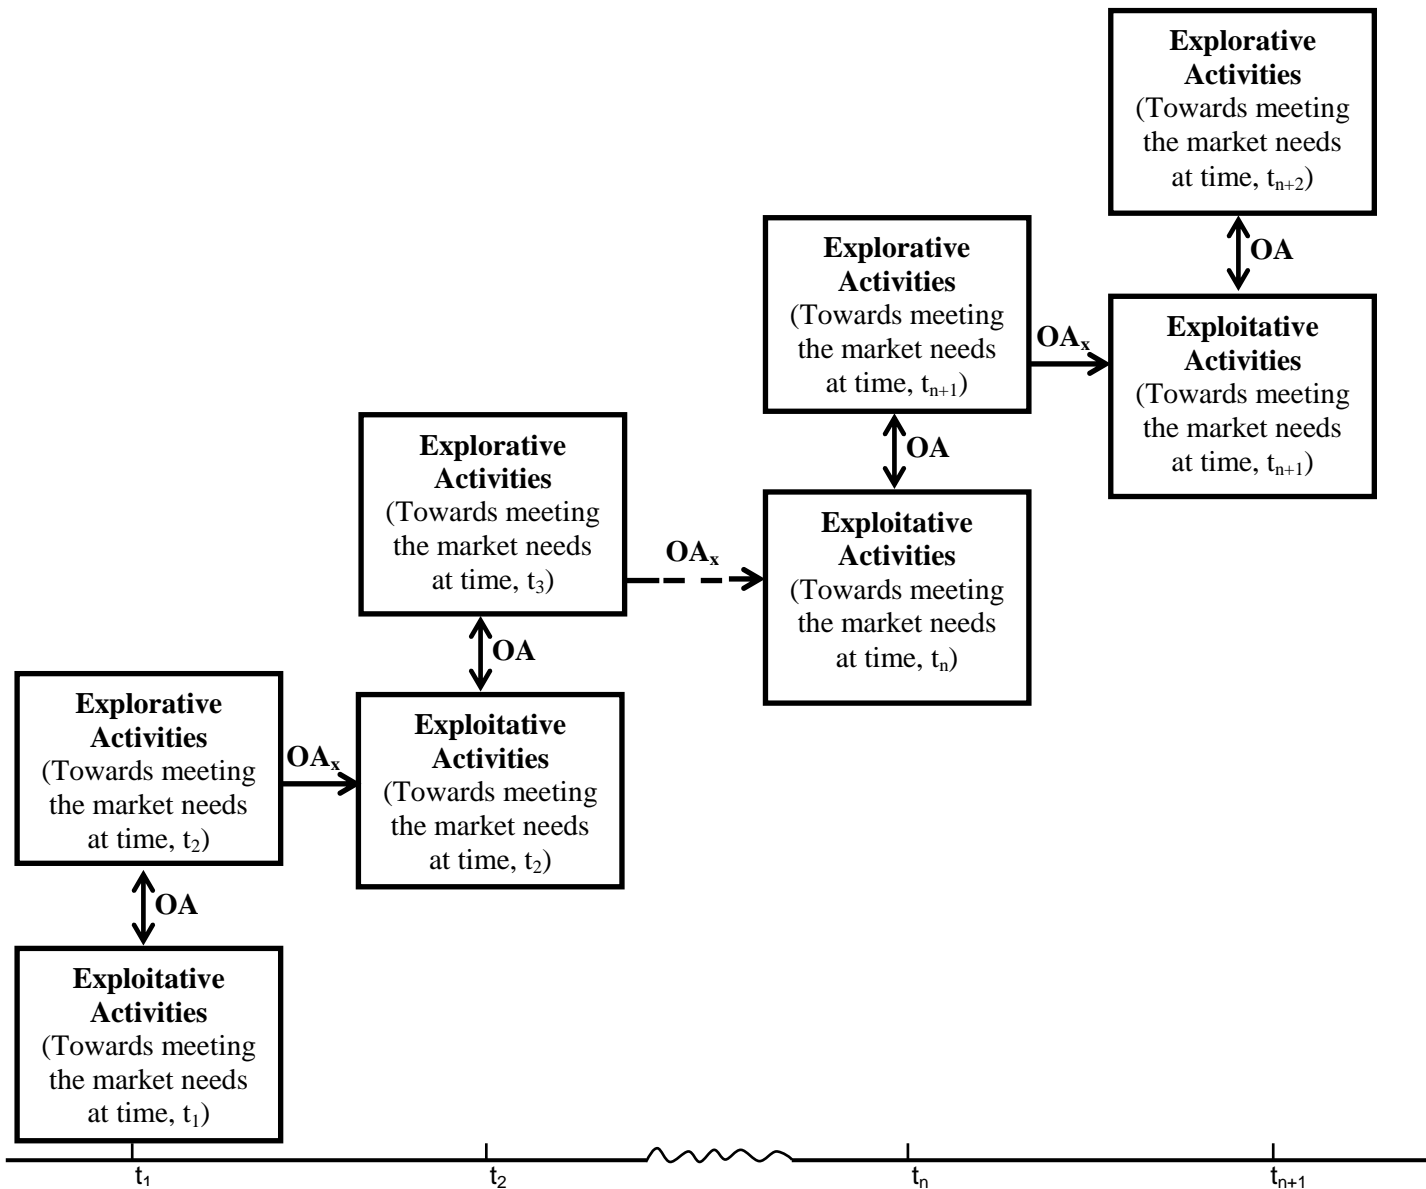 Explorative
Activities
(Towards meeting
the market needs
at time, tₙ₊₂)
OA
Explorative
Activities
(Towards meeting
the market needs
at time, tₙ₊₁)
OAₓ
Exploitative
Activities
(Towards meeting
the market needs
at time, tₙ₊₁)
OA
Explorative
Activities
(Towards meeting
the market needs
at time, t₃)
OAₓ
Exploitative
Activities
(Towards meeting
the market needs
at time, tₙ)
OA
Explorative
Activities
(Towards meeting
the market needs
at time, t₂)
OAₓ
Exploitative
Activities
(Towards meeting
the market needs
at time, t₂)
OA
Exploitative
Activities
(Towards meeting
the market needs
at time, t₁)
t₁
t₂
tₙ
tₙ₊₁